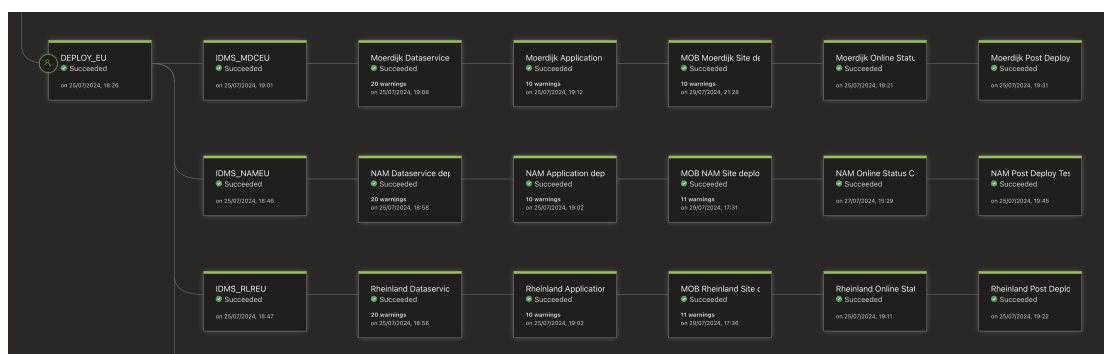 DEPLOY_EU
Succeeded
on 25/07/2024, 18:26
IDMS_MDCEU
Succeeded
on 25/07/2024, 19:01
Moerdijk Dataservice
Succeeded
20 warnings
on 25/07/2024, 19:08
Moerdijk Application
Succeeded
10 warnings
on 25/07/2024, 19:12
MOB Moerdijk Site de
Succeeded
10 warnings
on 29/07/2024, 21:28
Moerdijk Online Statu
Succeeded
on 25/07/2024, 19:21
Moerdijk Post Deploy
Succeeded
on 25/07/2024, 19:31
IDMS_NAMEU
Succeeded
on 25/07/2024, 18:46
NAM Dataservice dep
Succeeded
20 warnings
on 25/07/2024, 18:58
NAM Application dep
Succeeded
10 warnings
on 25/07/2024, 19:02
MOB NAM Site deplo
Succeeded
11 warnings
on 29/07/2024, 17:31
NAM Online Status C
Succeeded
on 27/07/2024, 15:29
NAM Post Deploy Tes
Succeeded
on 25/07/2024, 19:45
IDMS_RLREU
Succeeded
on 25/07/2024, 18:47
Rheinland Dataservic
Succeeded
20 warnings
on 25/07/2024, 18:56
Rheinland Application
Succeeded
10 warnings
on 25/07/2024, 19:02
MOB Rheinland Site d
Succeeded
11 warnings
on 29/07/2024, 17:36
Rheinland Online Stat
Succeeded
on 25/07/2024, 19:11
Rheinland Post Deplo
Succeeded
on 25/07/2024, 19:22